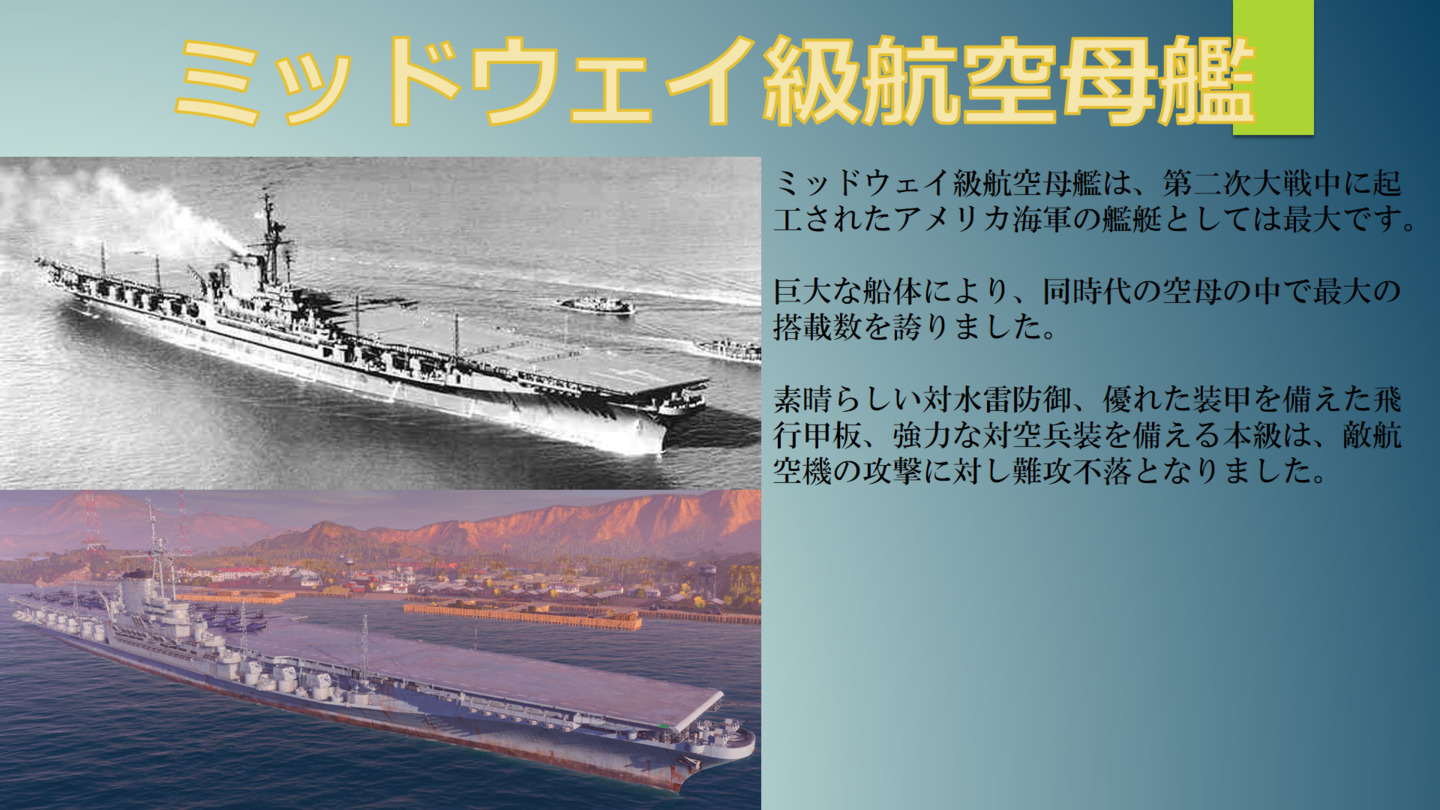 ミッドウェイ級航空母艦
ミッドウェイ級航空母艦は、第二次大戦中に起
工されたアメリカ海軍の艦艇としては最大です。
巨大な船体により、同時代の空母の中で最大の
搭載数を誇りました。
素晴らしい対水雷防御、優れた装甲を備えた飛
行甲板、強力な対空兵装を備える本級は、敵航
空機の攻撃に対し難攻不落となりました。